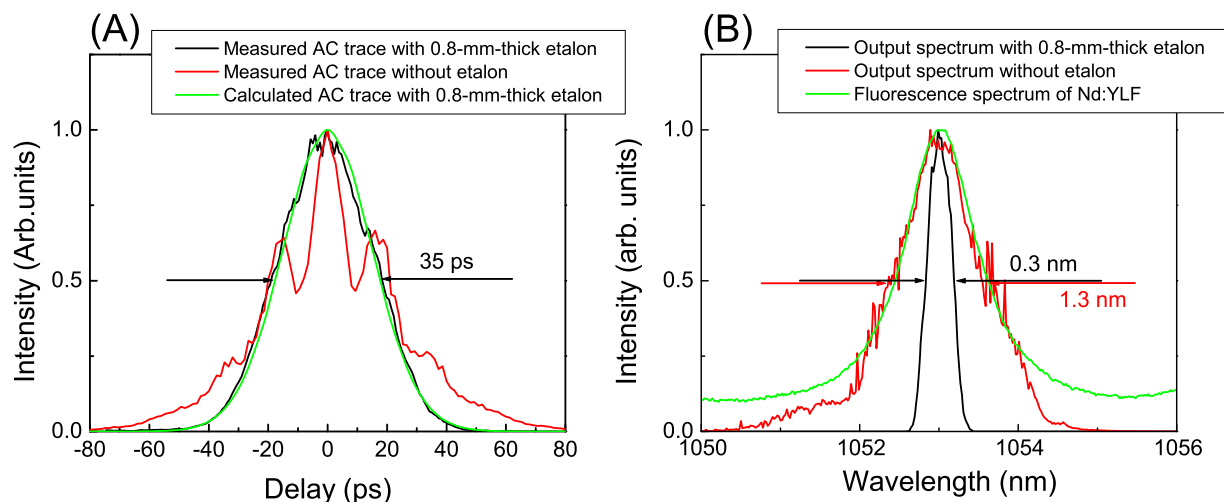 (A)
Measured AC trace with 0.8-mm-thick etalon
Measured AC trace without etalon
Calculated AC trace with 0.8-mm-thick etalon
Intensity (Arb.units)
1.0
0.5
0.0
35 ps
-80 -60 -40 -20 0 20 40 60 80
Delay (ps)
(B)
Output spectrum with 0.8-mm-thick etalon
Output spectrum without etalon
Fluorescence spectrum of Nd:YLF
Intensity (arb. units)
1.0
0.5
0.0
0.3 nm
1.3 nm
1050 1052 1054 1056
Wavelength (nm)